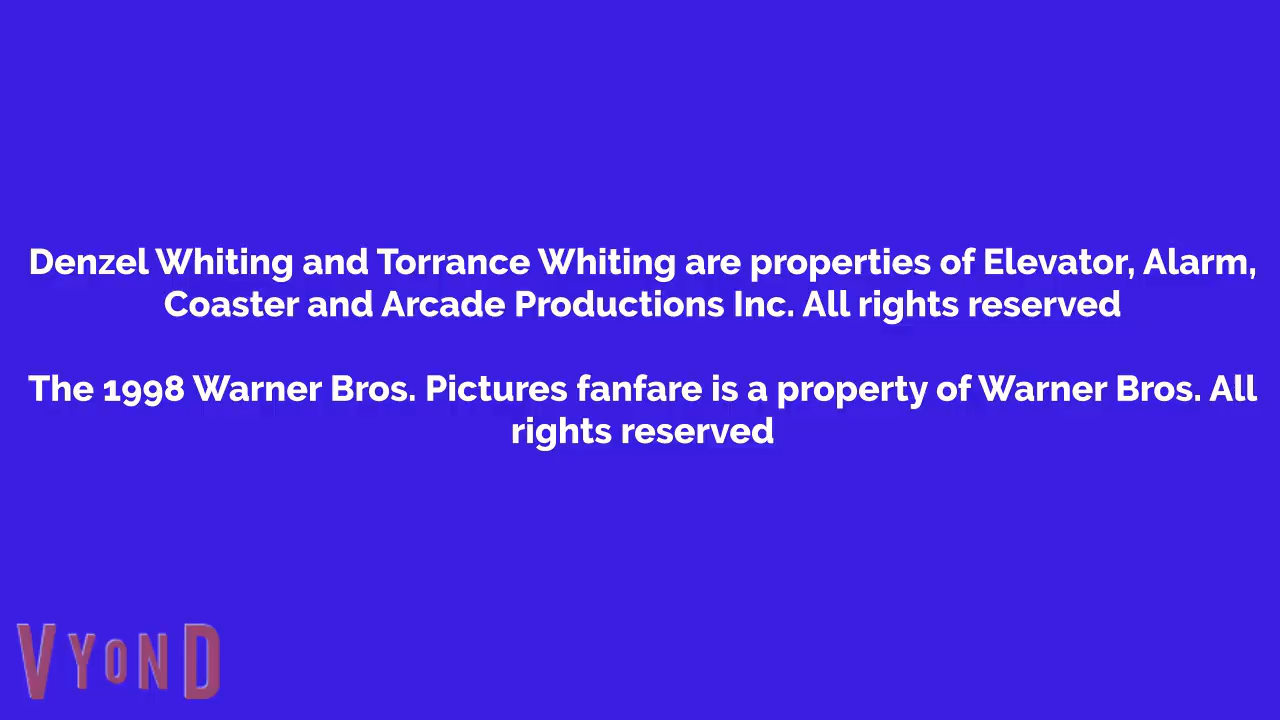 Denzel Whiting and Torrance Whiting are properties of Elevator, Alarm,
Coaster and Arcade Productions Inc. All rights reserved
The 1998 Warner Bros. Pictures fanfare is a property of Warner Bros. All
rights reserved
VYOND